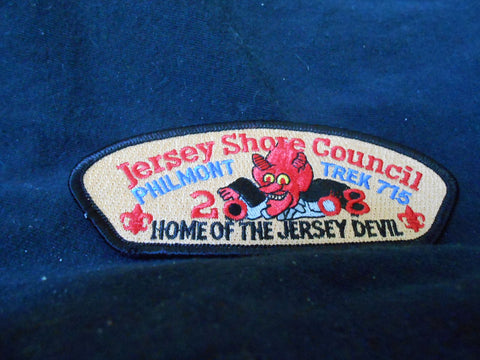 Jersey Shore Council
PHILMONT TREK 715
2008
HOME OF THE JERSEY DEVIL